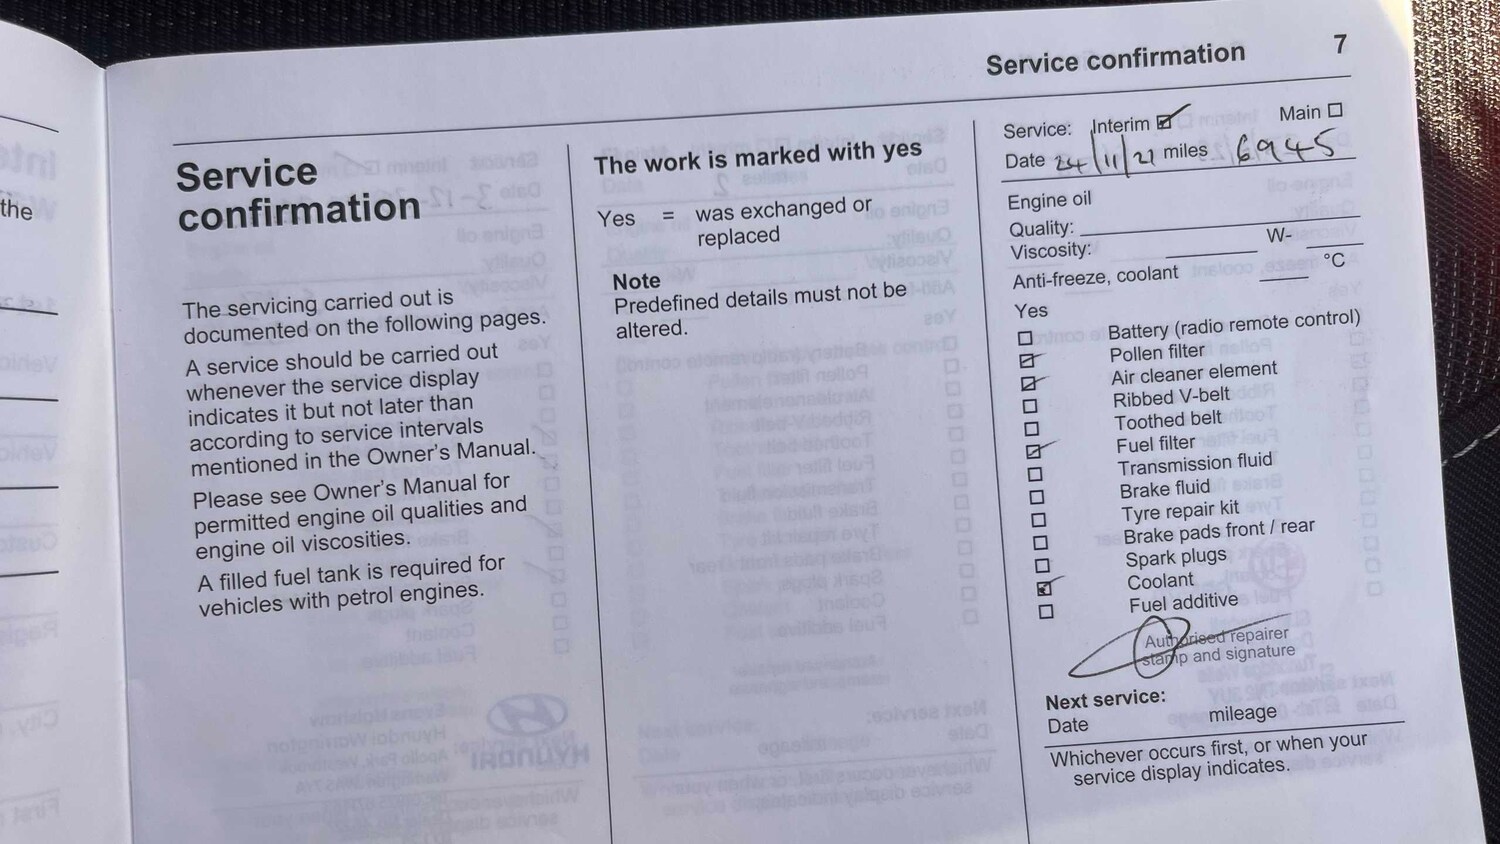 the
Service confirmation 7
Service
confirmation
The servicing carried out is
documented on the following pages.
A service should be carried out
whenever the service display
indicates it but not later than
according to service intervals
mentioned in the Owner's Manual.
Please see Owner's Manual for
permitted engine oil qualities and
engine oil viscosities.
A filled fuel tank is required for
vehicles with petrol engines.
The work is marked with yes
Yes = was exchanged or
replaced
Note
Predefined details must not be
altered.
Service: Interim Main
Date 24/11/21 miles 6945
Engine oil
Quality:
Viscosity: W-
Anti-freeze, coolant °C
Yes
Battery (radio remote control)
Pollen filter
Air cleaner element
Ribbed V-belt
Toothed belt
Fuel filter
Transmission fluid
Brake fluid
Tyre repair kit
Brake pads front / rear
Spark plugs
Coolant
Fuel additive
Authorised repairer
stamp and signature
Next service:
Date mileage
Whichever occurs first, or when your
service display indicates.